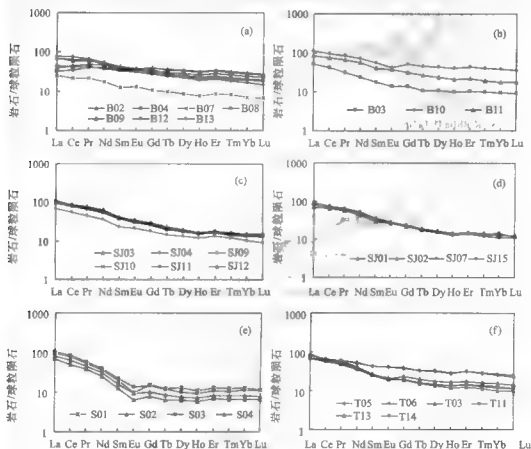 (a)
(b)
1000
1000
100
100
10
10
1
1
岩石/球粒陨石
岩石/球粒陨石
B02 B04 B07 B08
B09 B12 B13
B03 B10 B11
La Ce Pr Nd Sm Eu Gd Tb Dy Ho Er Tm Yb Lu
La Ce Pr Nd Sm Eu Gd Tb Dy Ho Er Tm Yb Lu
(c)
(d)
1000
1000
100
100
10
10
1
1
岩石/球粒陨石
岩石/球粒陨石
SJ03 SJ04 SJ09
SJ10 SJ11 SJ12
SJ01 SJ02 SJ07 SJ15
La Ce Pr Nd Sm Eu Gd Tb Dy Ho Er Tm Yb Lu
La Ce Pr Nd Sm Eu Gd Tb Dy Ho Er Tm Yb Lu
(e)
(f)
1000
1000
100
100
10
10
1
1
岩石/球粒陨石
岩石/球粒陨石
S01 S02 S03 S04
T05 T06 T03 T11
T13 T14
La Ce Pr Nd Sm Eu Gd Tb Dy Ho Er Tm Yb Lu
La Ce Pr Nd Sm Eu Gd Tb Dy Ho Er Tm Yb Lu